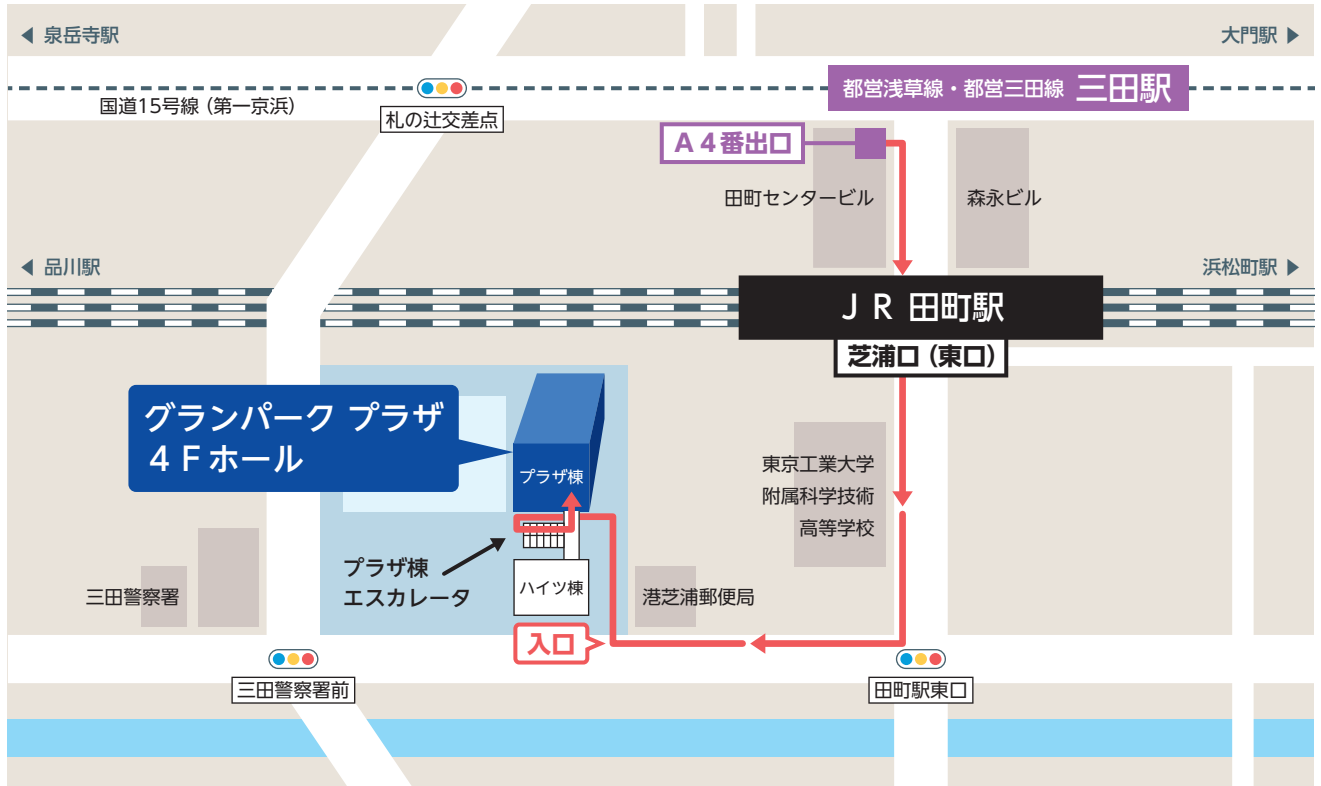 ◀ 泉岳寺駅
大門駅 ▶
国道15号線（第一京浜）
札の辻交差点
都営浅草線・都営三田線 三田駅
A4番出口
田町センタービル
森永ビル
◀ 品川駅
浜松町駅 ▶
JR 田町駅
芝浦口（東口）
グランパーク プラザ
4Fホール
プラザ棟
東京工業大学
附属科学技術
高等学校
プラザ棟
エスカレータ
ハイツ棟
三田警察署
港芝浦郵便局
入口
三田警察署前
田町駅東口